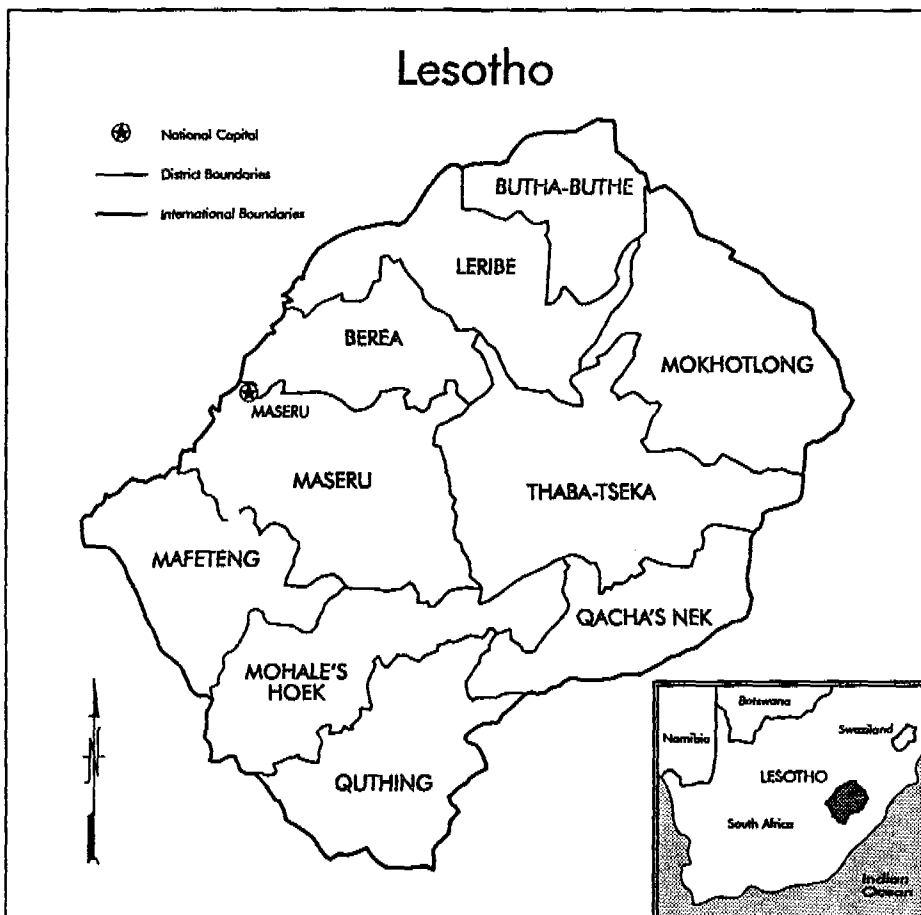 Lesotho
National Capital
District Boundaries
International Boundaries
BUTHA-BUTHE
LERIBE
BEREA
MOKHOTLONG
MASERU
MASERU
THABA-TSEKA
MAFETENG
QACHA'S NEK
MOHALE'S
HOEK
QUTHING
N
Botswana
Namibia
Swaziland
LESOTHO
South Africa
Indian
Ocean